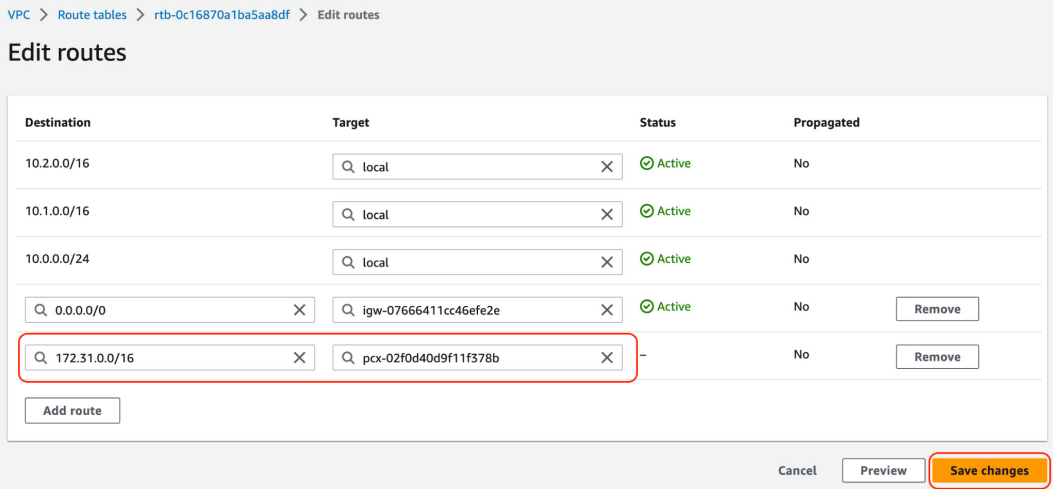 VPC > Route tables > rtb-0c16870a1ba5aa8df > Edit routes
Edit routes
Destination Target Status Propagated
10.2.0.0/16 local Active No
10.1.0.0/16 local Active No
10.0.0.0/24 local Active No
0.0.0.0/0 igw-07666411cc46efe2e Active No Remove
172.31.0.0/16 pcx-02f0d40d9f11f378b – No Remove
Add route
Cancel Preview Save changes